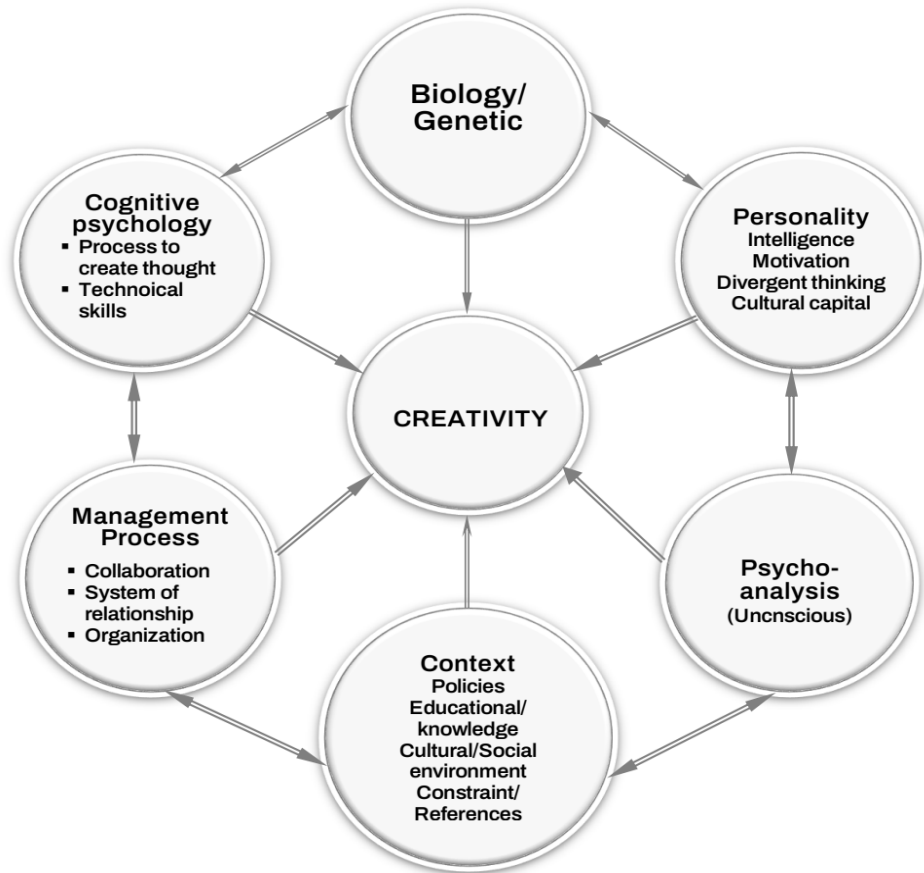 Biology/
Genetic
Cognitive
psychology
▪ Process to
create thought
▪ Technoical
skills
Personality
Intelligence
Motivation
Divergent thinking
Cultural capital
CREATIVITY
Management
Process
▪ Collaboration
▪ System of
relationship
▪ Organization
Psycho-
analysis
(Uncnscious)
Context
Policies
Educational/
knowledge
Cultural/Social
environment
Constraint/
References